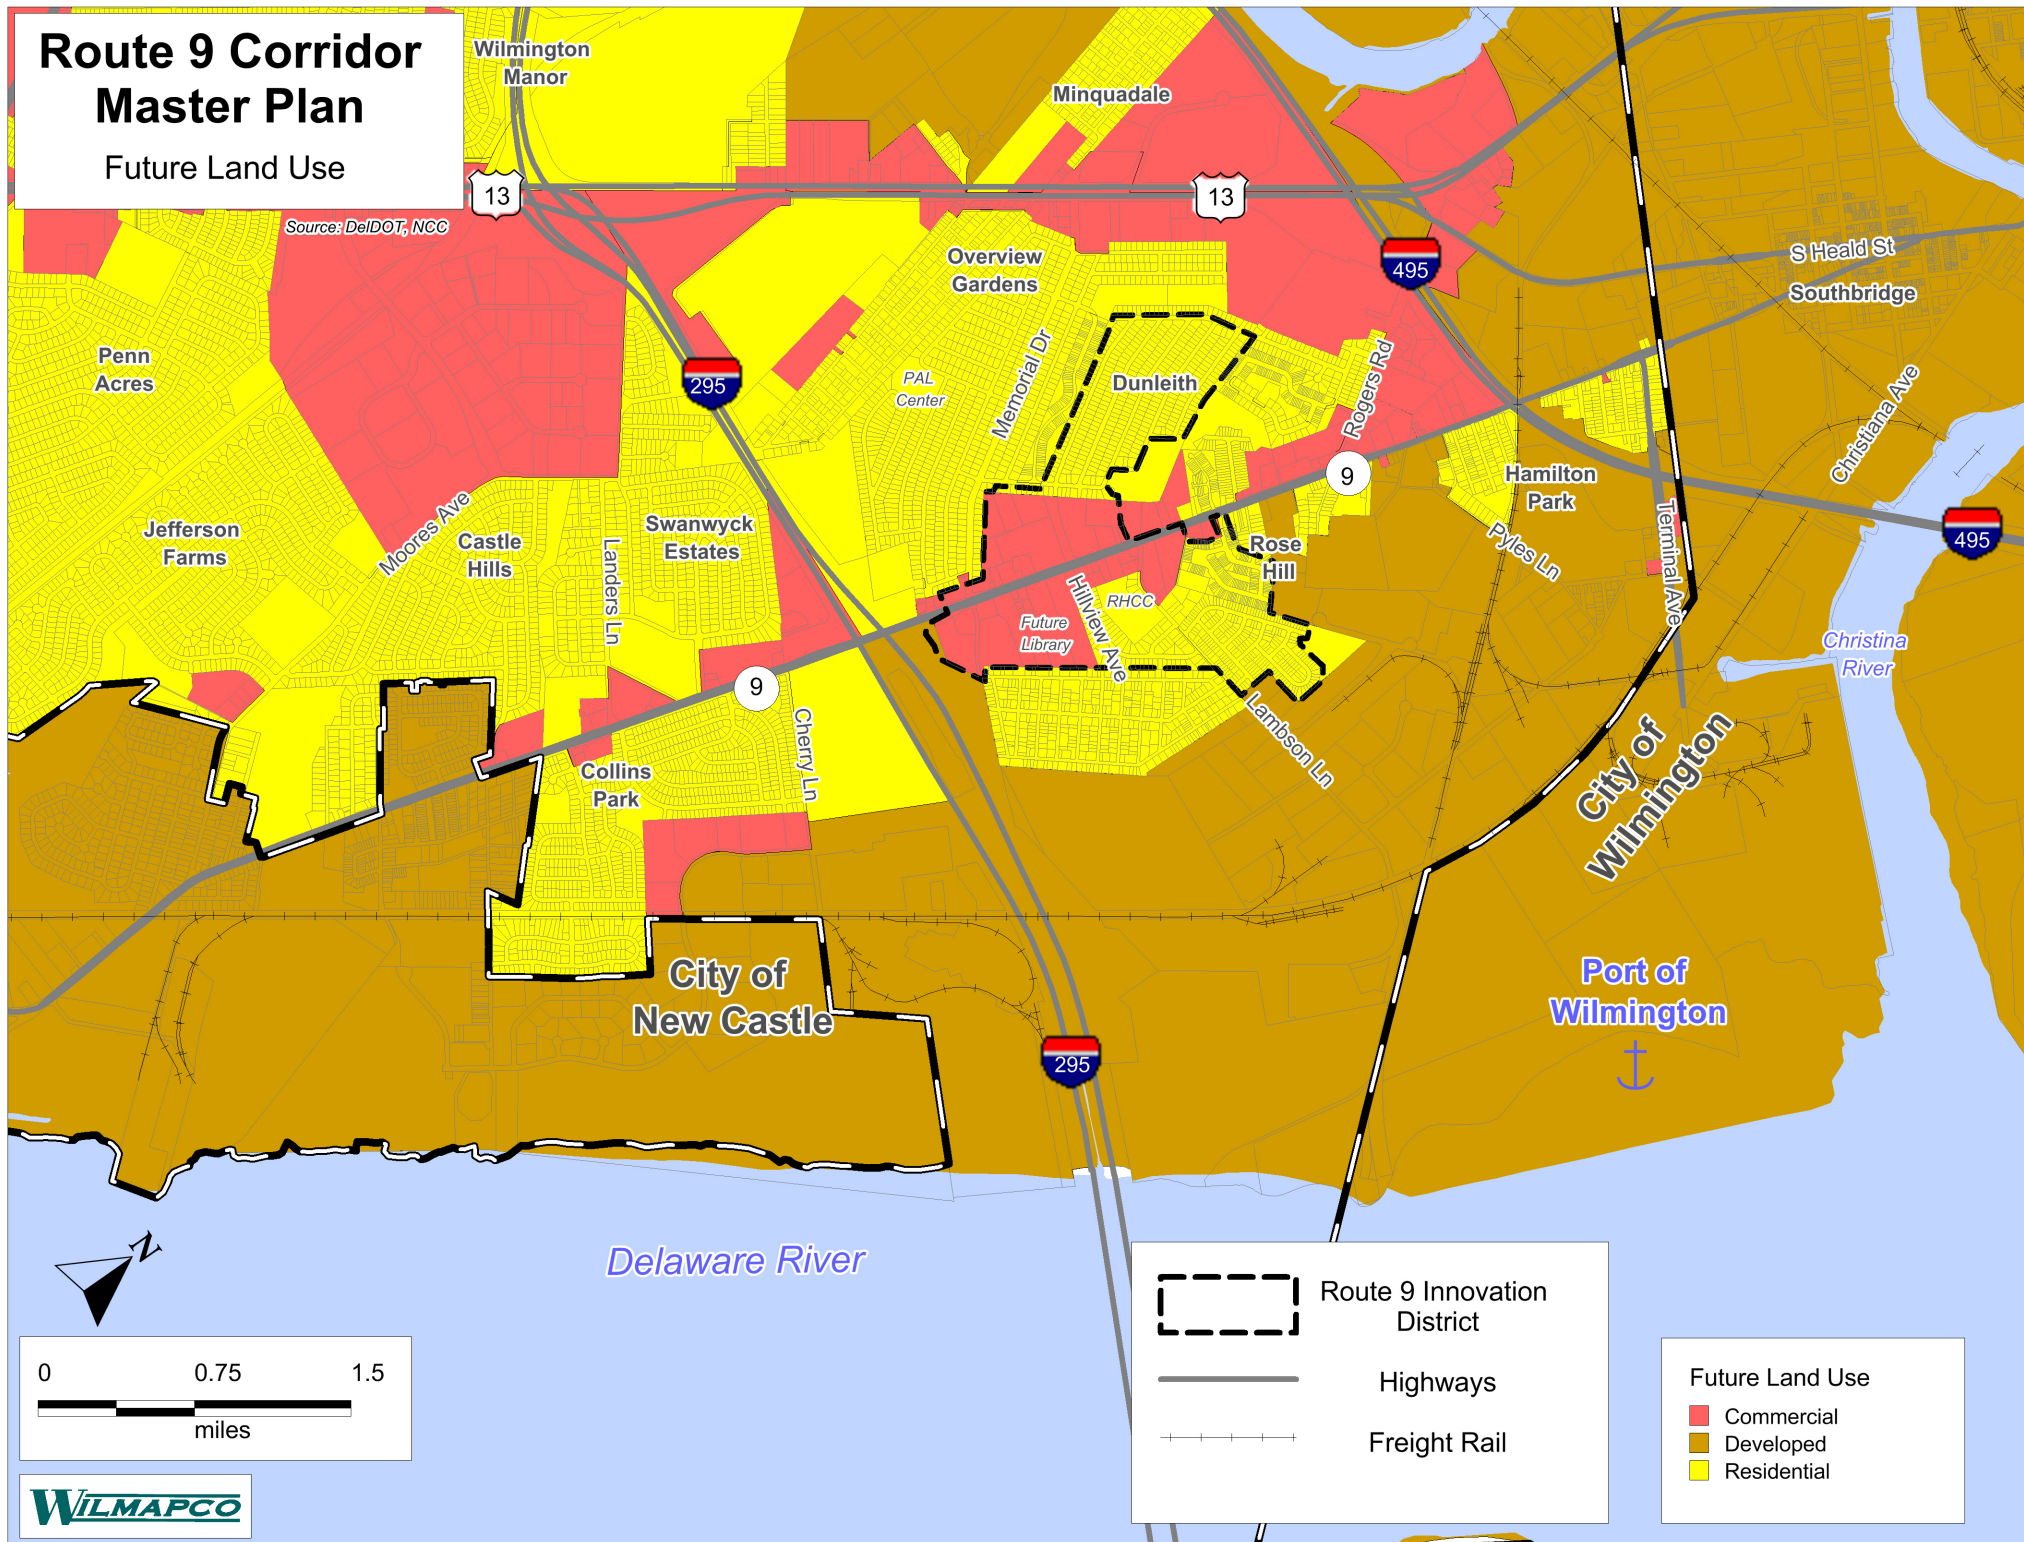 Route 9 Corridor
Master Plan
Future Land Use
Source: DelDOT, NCC
Wilmington
Manor
Minquadale
13
13
495
S Heald St
Southbridge
Overview
Gardens
Penn
Acres
295
PAL
Center
Memorial Dr
Dunleith
Rogers Rd
Christiana Ave
9
Hamilton
Park
Jefferson
Farms
Moores Ave
Castle
Hills
Landers Ln
Swanwyck
Estates
Rose
Hill
Pyles Ln
Terminal Ave
495
Hillview Ave
RHCC
Future
Library
Christina
River
9
Cherry Ln
Lambson Ln
Collins
Park
City of
Wilmington
City of
New Castle
Port of
Wilmington
295
Delaware River
N
0 0.75 1.5
miles
WILMAPCO
Route 9 Innovation
District
Highways
Freight Rail
Future Land Use
Commercial
Developed
Residential